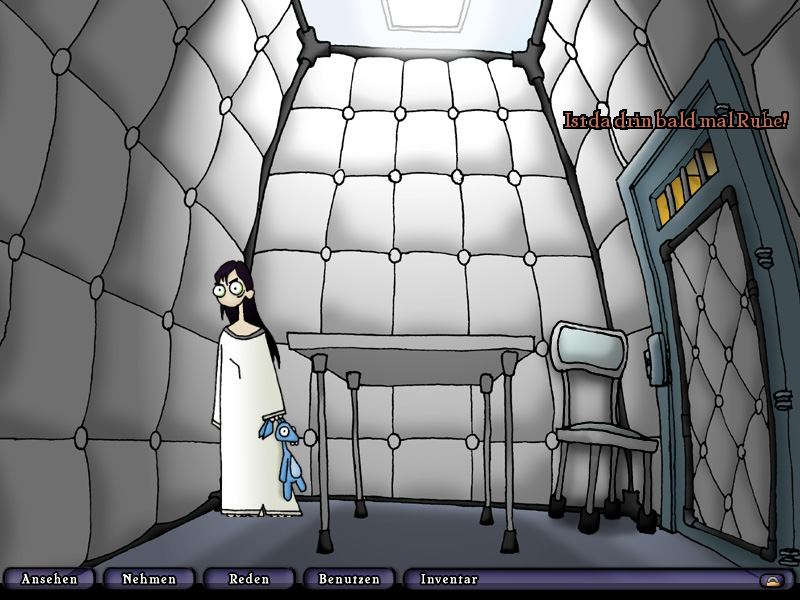 Ist da drin bald mal Ruhe!
Ansehen Nehmen Reden Benutzen Inventar